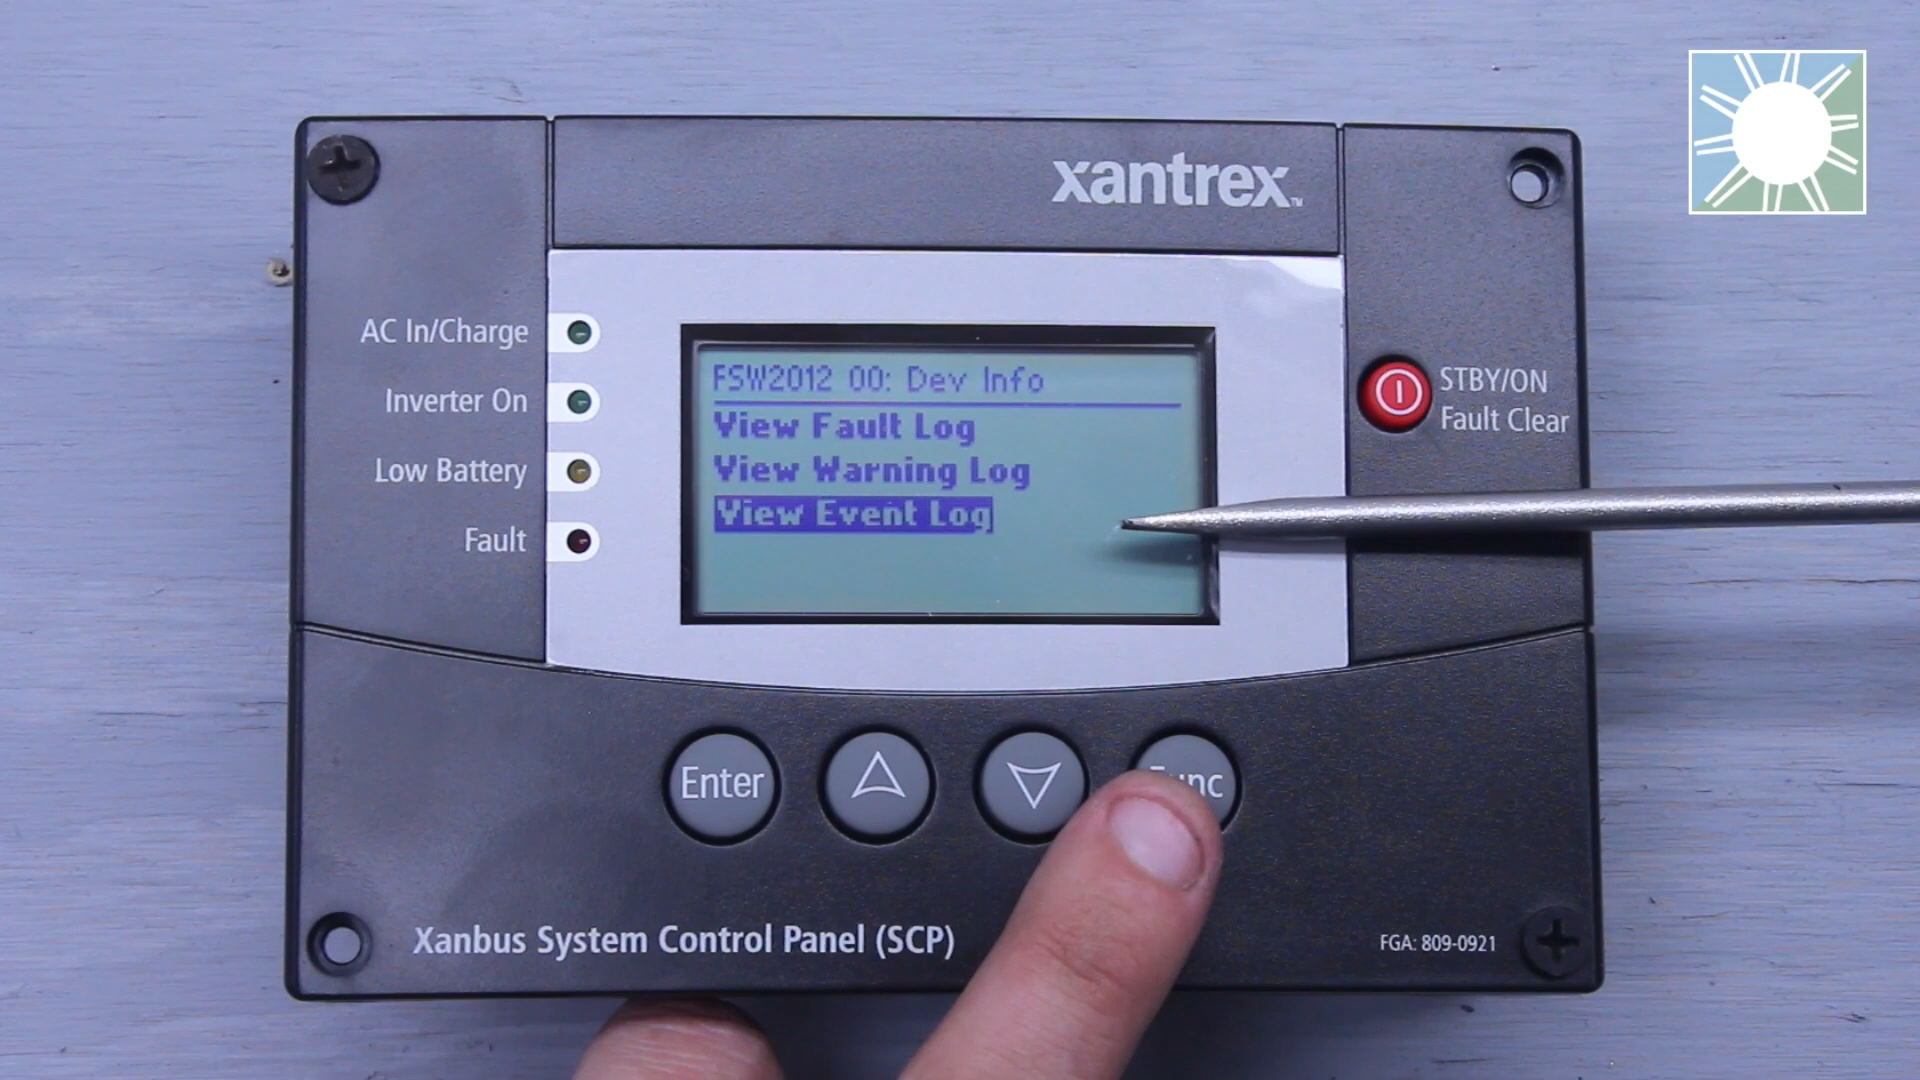 xantrex™
AC In/Charge
Inverter On
Low Battery
Fault
FSW2012 00: Dev Info
View Fault Log
View Warning Log
View Event Log
STBY/ON
Fault Clear
Enter
Xanbus System Control Panel (SCP)
FGA: 809-0921